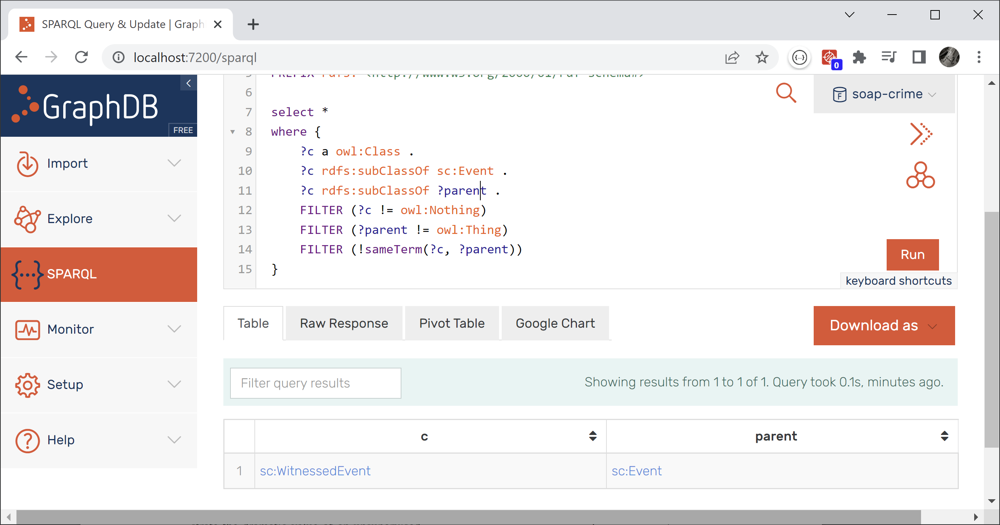 SPARQL Query & Update | Graph
localhost:7200/sparql
0
GraphDB
FREE
Import
Explore
SPARQL
Monitor
Setup
Help
5 PREFIX rdfs: <http://www.w3.org/2000/01/rdf-schema#>
6
7 select *
8 where {
9 ?c a owl:Class .
10 ?c rdfs:subClassOf sc:Event .
11 ?c rdfs:subClassOf ?parent .
12 FILTER (?c != owl:Nothing)
13 FILTER (?parent != owl:Thing)
14 FILTER (!sameTerm(?c, ?parent))
15 }
F soap-crime
Run
keyboard shortcuts
Table Raw Response Pivot Table Google Chart
Download as
Filter query results
Showing results from 1 to 1 of 1. Query took 0.1s, minutes ago.
c parent
1 sc:WitnessedEvent sc:Event